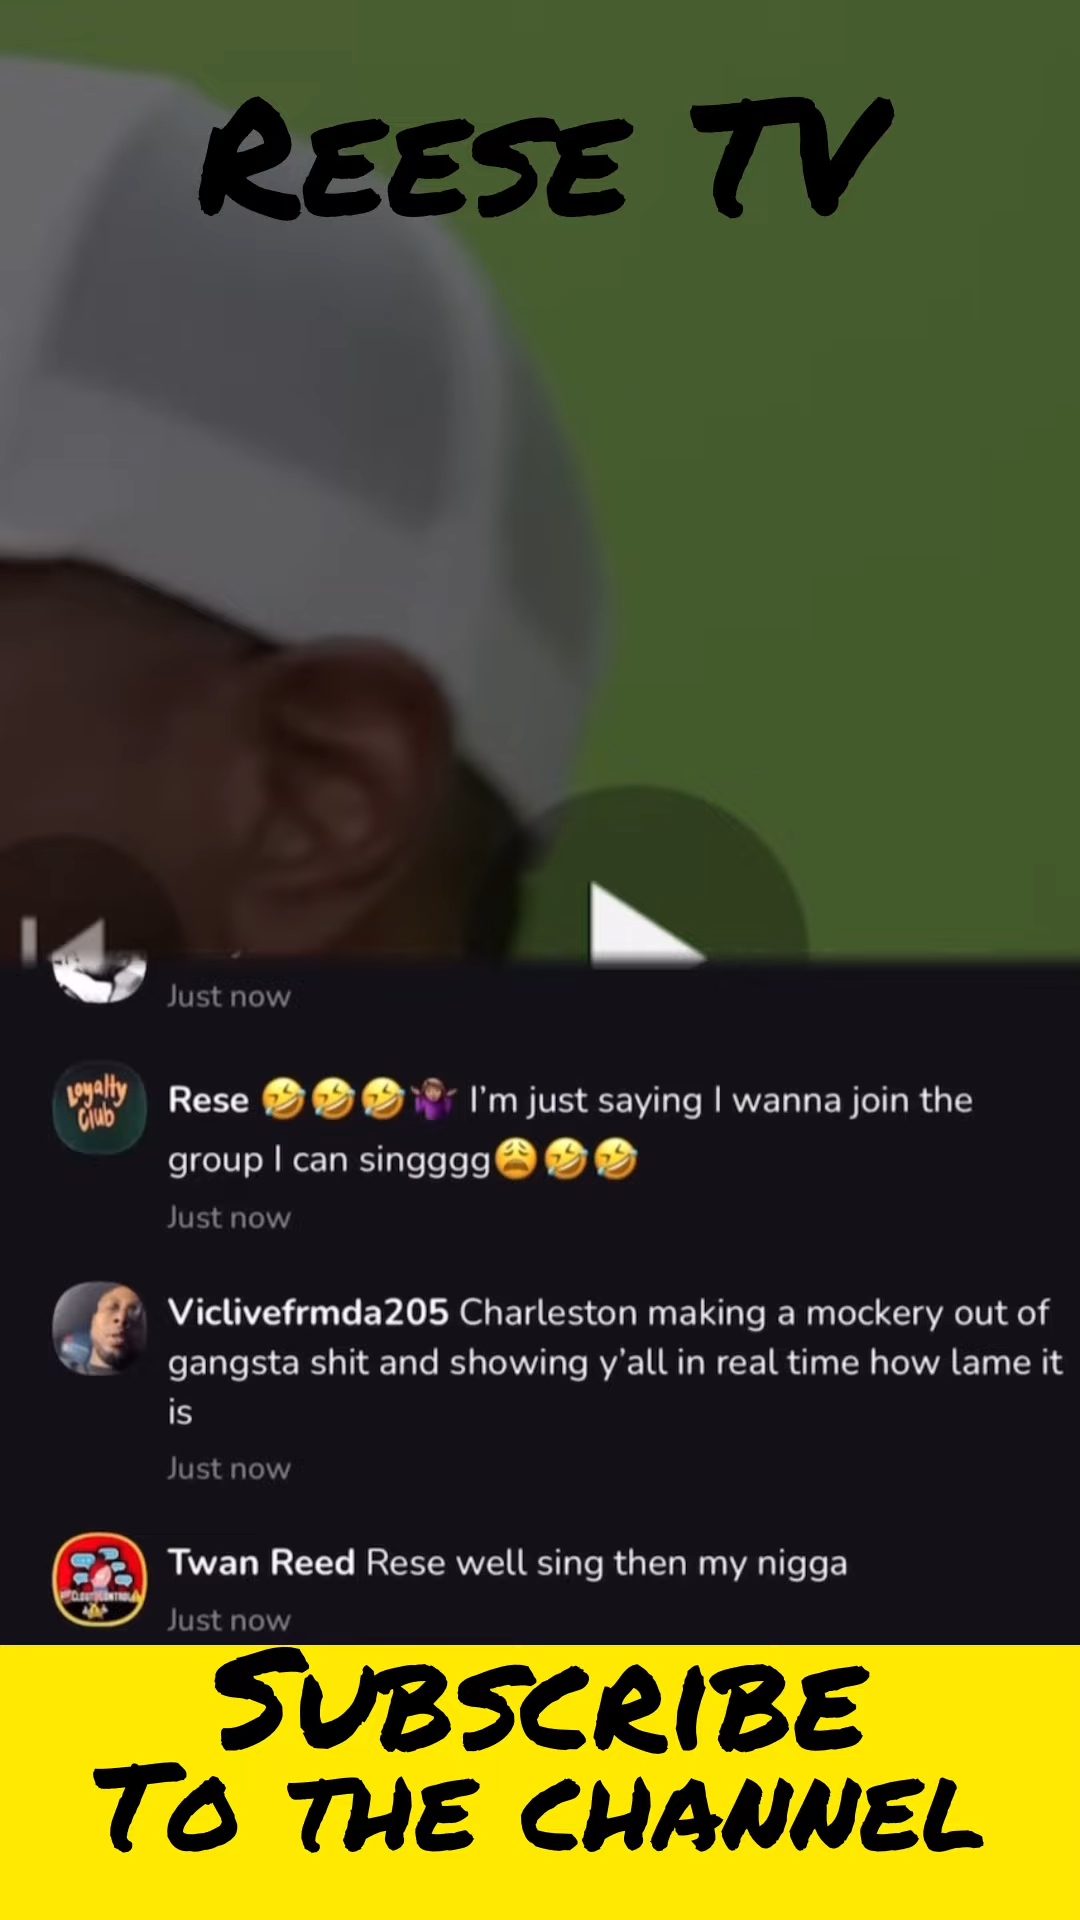 REESE TV
Just now
Loyalty
Club
Rese 🤣🤣🤣🤷🏽‍♀️ I'm just saying I wanna join the
group I can singggg😩🤣🤣
Just now
Viclivefrmda205 Charleston making a mockery out of
gangsta shit and showing y'all in real time how lame it
is
Just now
Twan Reed Rese well sing then my nigga
Just now
SUBSCRIBE
TO THE CHANNEL